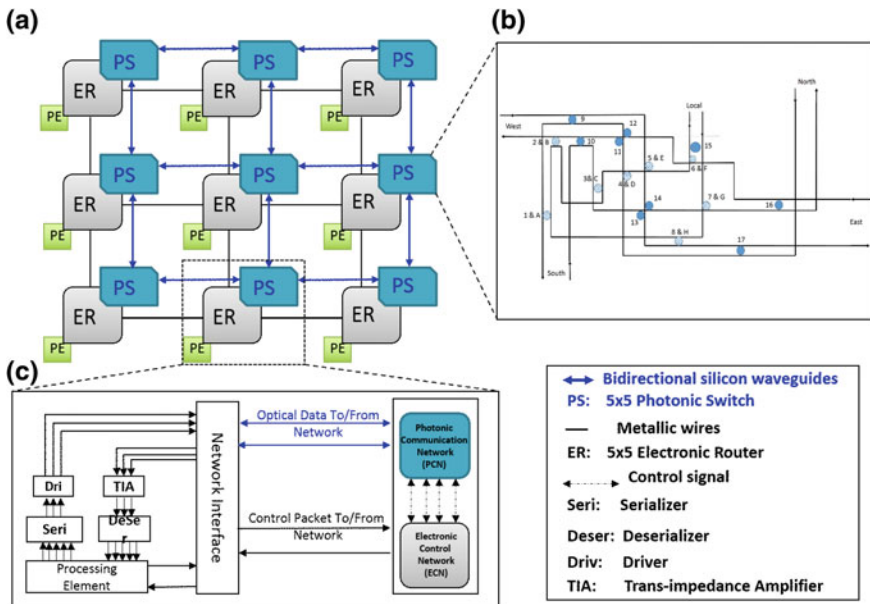 (a)
PS PS PS
ER ER ER
PE PE PE
PS PS PS
ER ER ER
PE PE PE
PS PS PS
ER ER ER
PE PE PE
(b)
North
Local
West
9
12
2 & B
10
11
15
5 & E
6 & F
3 & C
4 & D
14
7 & G
16
1 & A
13
East
8 & H
17
South
(c)
Dri
TIA
Seri
DeSe
r
Processing
Element
Network Interface
Optical Data To/From
Network
Control Packet To/From
Network
Photonic
Communication
Network
(PCN)
Electronic
Control
Network
(ECN)
Bidirectional silicon waveguides
PS: 5x5 Photonic Switch
Metallic wires
ER: 5x5 Electronic Router
Control signal
Seri: Serializer
Deser: Deserializer
Driv: Driver
TIA: Trans-impedance Amplifier